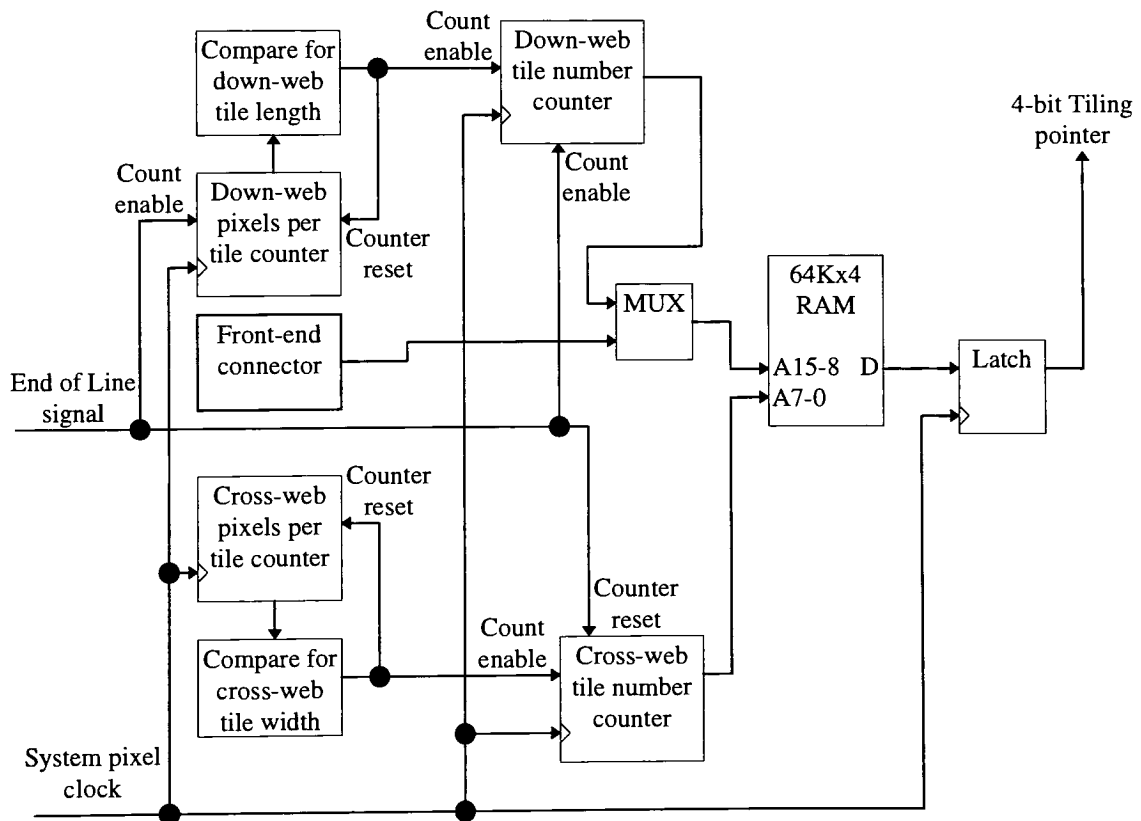 Compare for
down-web
tile length
Count
enable
Down-web
tile number
counter
4-bit Tiling
pointer
Count
enable
Down-web
pixels per
tile counter
Counter
reset
Count
enable
Front-end
connector
MUX
64Kx4
RAM
A15-8 D
A7-0
Latch
End of Line
signal
Cross-web
pixels per
tile counter
Counter
reset
Compare for
cross-web
tile width
Count
enable
Counter
reset
Cross-web
tile number
counter
System pixel
clock